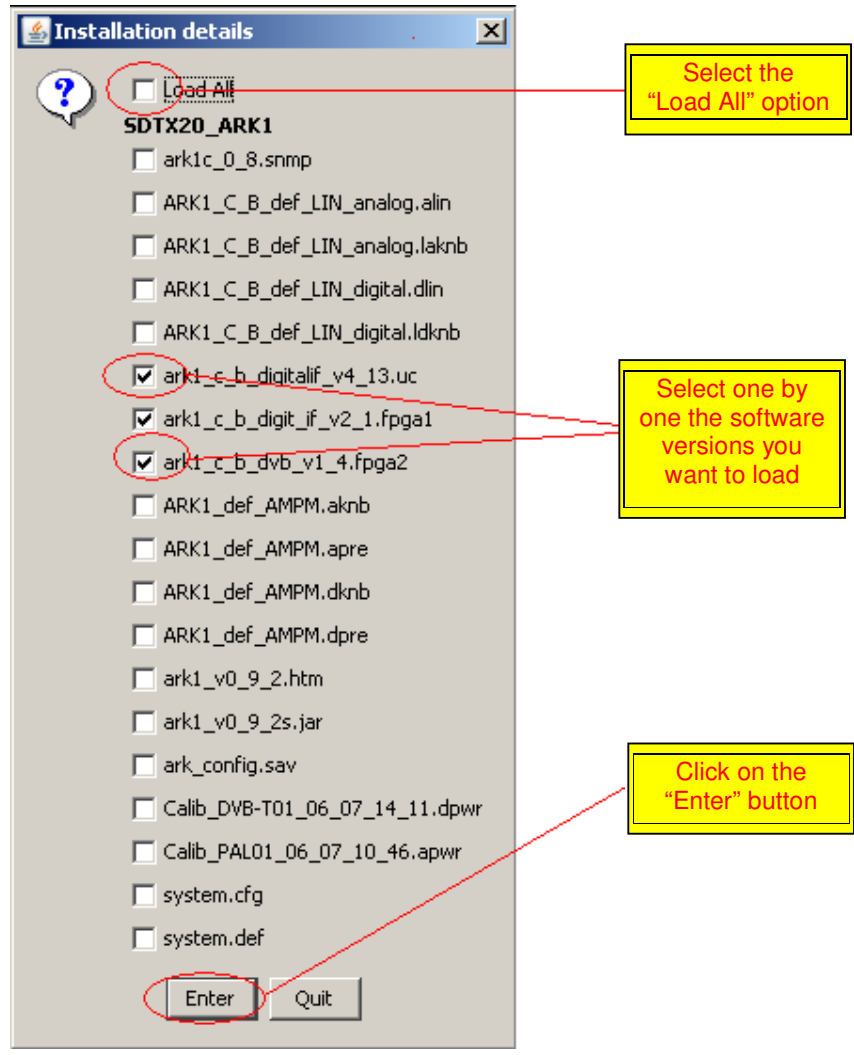 Installation details
Load All
SDTX20_ARK1
ark1c_0_8.snmp
ARK1_C_B_def_LIN_analog.alin
ARK1_C_B_def_LIN_analog.laknb
ARK1_C_B_def_LIN_digital.dlin
ARK1_C_B_def_LIN_digital.ldknb
ark1_c_b_digitalif_v4_13.uc
ark1_c_b_digit_if_v2_1.fpga1
ark1_c_b_dvb_v1_4.fpga2
ARK1_def_AMPM.aknb
ARK1_def_AMPM.apre
ARK1_def_AMPM.dknb
ARK1_def_AMPM.dpre
ark1_v0_9_2.htm
ark1_v0_9_2s.jar
ark_config.sav
Calib_DVB-T01_06_07_14_11.dpwr
Calib_PAL01_06_07_10_46.apwr
system.cfg
system.def
Enter
Quit
Select the
“Load All” option
Select one by
one the software
versions you
want to load
Click on the
“Enter” button